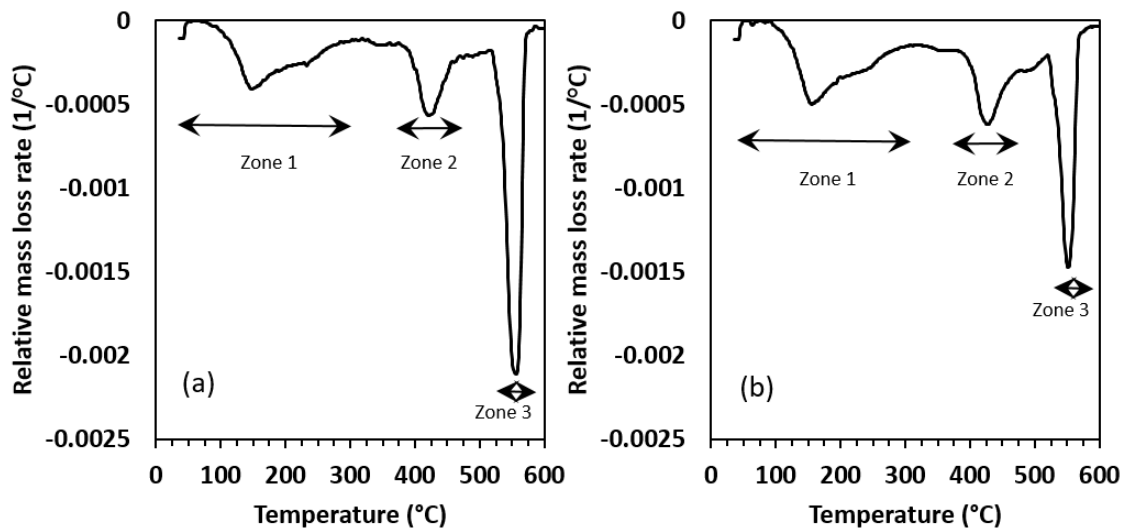 0
-0.0005
-0.001
-0.0015
-0.002
-0.0025
Relative mass loss rate (1/°C)
Zone 1
Zone 2
Zone 3
(a)
0 100 200 300 400 500 600
Temperature (°C)
0
-0.0005
-0.001
-0.0015
-0.002
-0.0025
Relative mass loss rate (1/°C)
Zone 1
Zone 2
Zone 3
(b)
0 100 200 300 400 500 600
Temperature (°C)